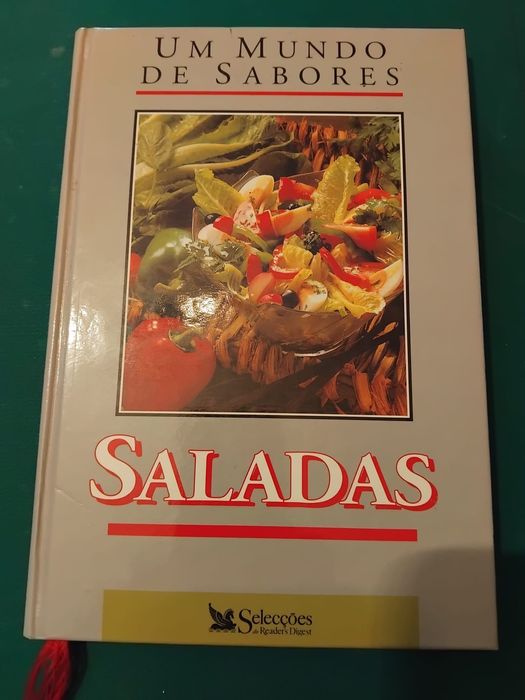 UM MUNDO
DE SABORES
SALADAS
Selecções
do Reader's Digest